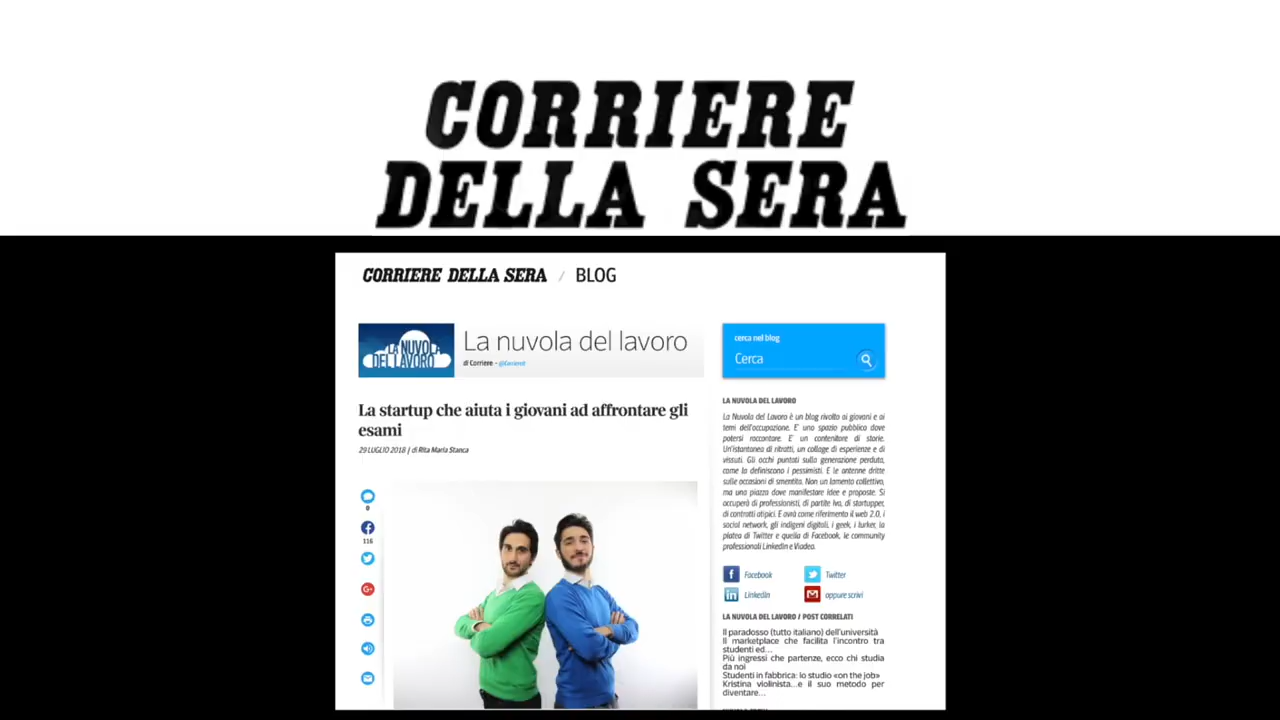 CORRIERE
DELLA SERA
CORRIERE DELLA SERA / BLOG
LA NUVOLA
DEL LAVORO
La nuvola del lavoro
di Corriere - @Corriereit
La startup che aiuta i giovani ad affrontare gli
esami
29 LUGLIO 2018 | di Rita Maria Stanca
0
116
cerca nel blog
Cerca
LA NUVOLA DEL LAVORO
La Nuvola del Lavoro è un blog rivolto ai giovani e ai
temi dell'occupazione. E' uno spazio pubblico dove
potersi raccontare. E' un contenitore di storie.
Un'istantanea di ritratti, un collage di esperienze e di
vissuti. Gli occhi puntati sulla generazione perduta,
come la definiscono i pessimisti. E le antenne dritte
sulle occasioni di smentita. Non un lamento collettivo,
ma una piazza dove manifestare idee e proposte. Si
occuperà di professionisti, di partite Iva, di startupper,
di contratti atipici. E avrà come riferimento il web 2.0, i
social network, gli indigeni digitali, i geek, i lurker, la
platea di Twitter e quella di Facebook, le community
professionali LinkedIn e Viadeo.
Facebook
Twitter
LinkedIn
oppure scrivi
LA NUVOLA DEL LAVORO / POST CORRELATI
Il paradosso (tutto italiano) dell'università
Il marketplace che facilita l'incontro tra
studenti ed...
Più ingressi che partenze, ecco chi studia
da noi
Studenti in fabbrica: lo studio «on the job»
Kristina violinista...e il suo metodo per
diventare...